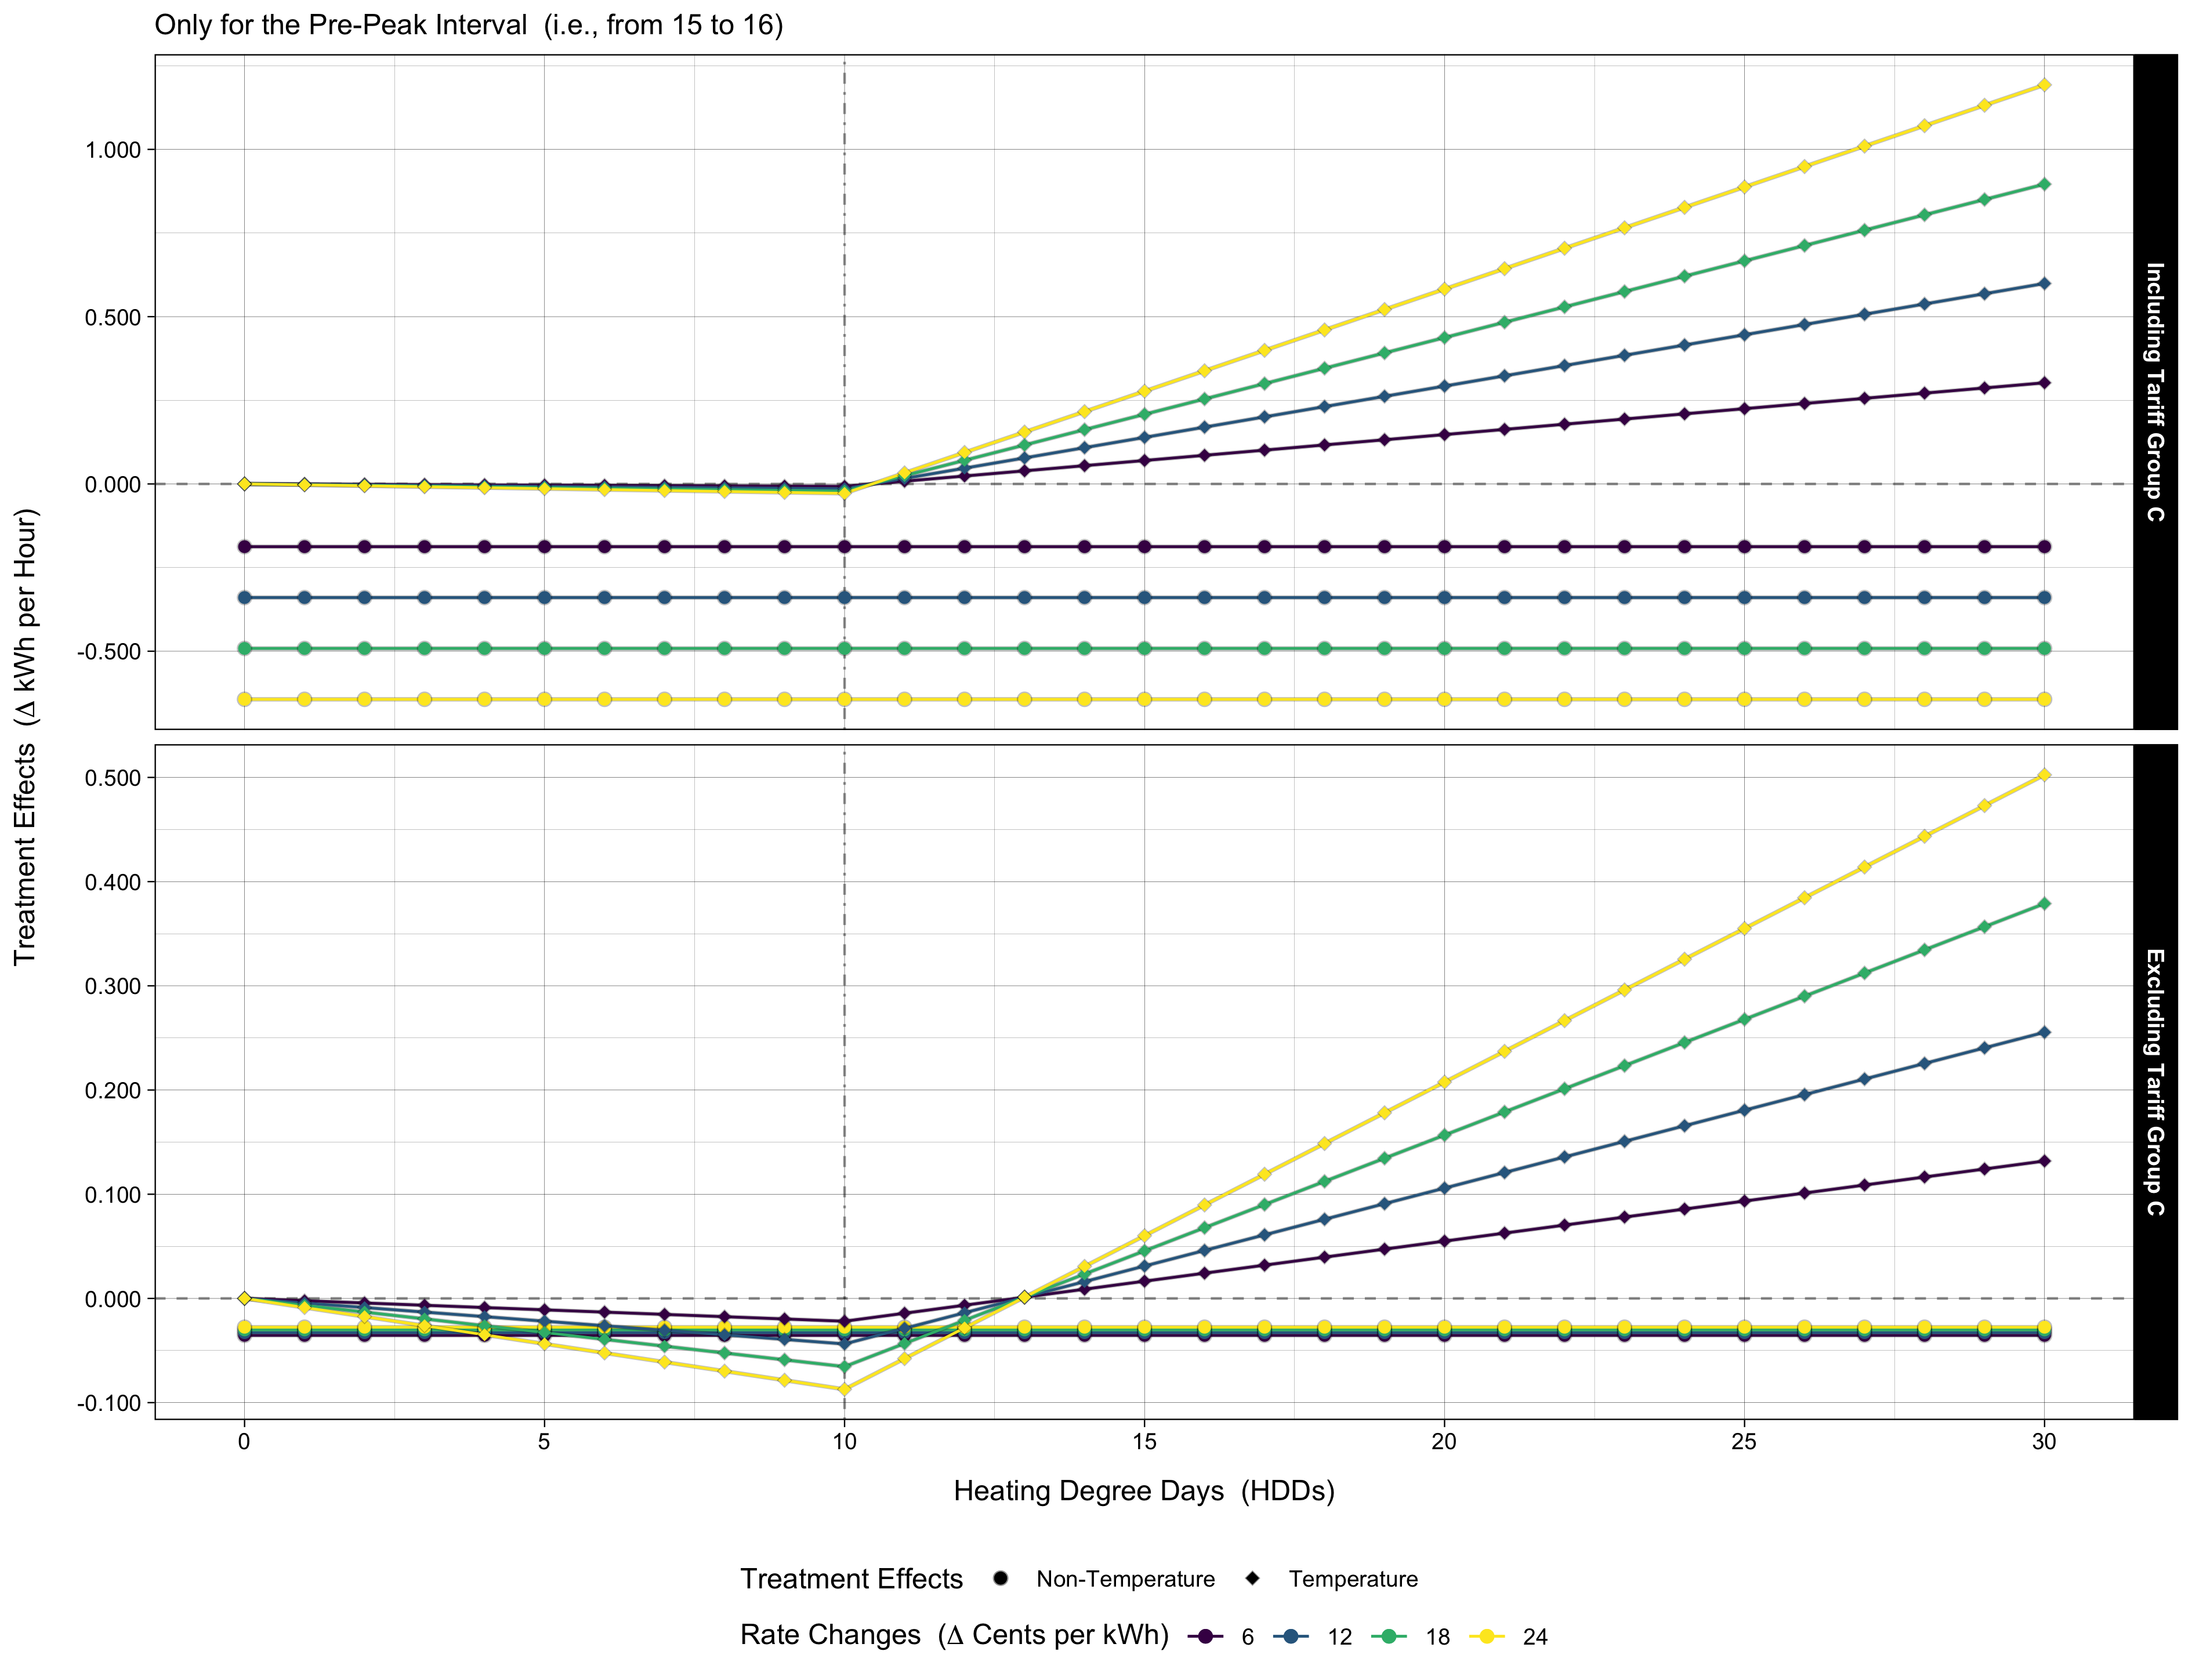 Only for the Pre-Peak Interval  (i.e., from 15 to 16)
Treatment Effects  (Δ kWh per Hour)
1.000
0.500
0.000
-0.500
Including Tariff Group C
0.500
0.400
0.300
0.200
0.100
0.000
-0.100
Excluding Tariff Group C
0 5 10 15 20 25 30
Heating Degree Days  (HDDs)
Treatment Effects Non-Temperature Temperature
Rate Changes  (Δ Cents per kWh) 6 12 18 24